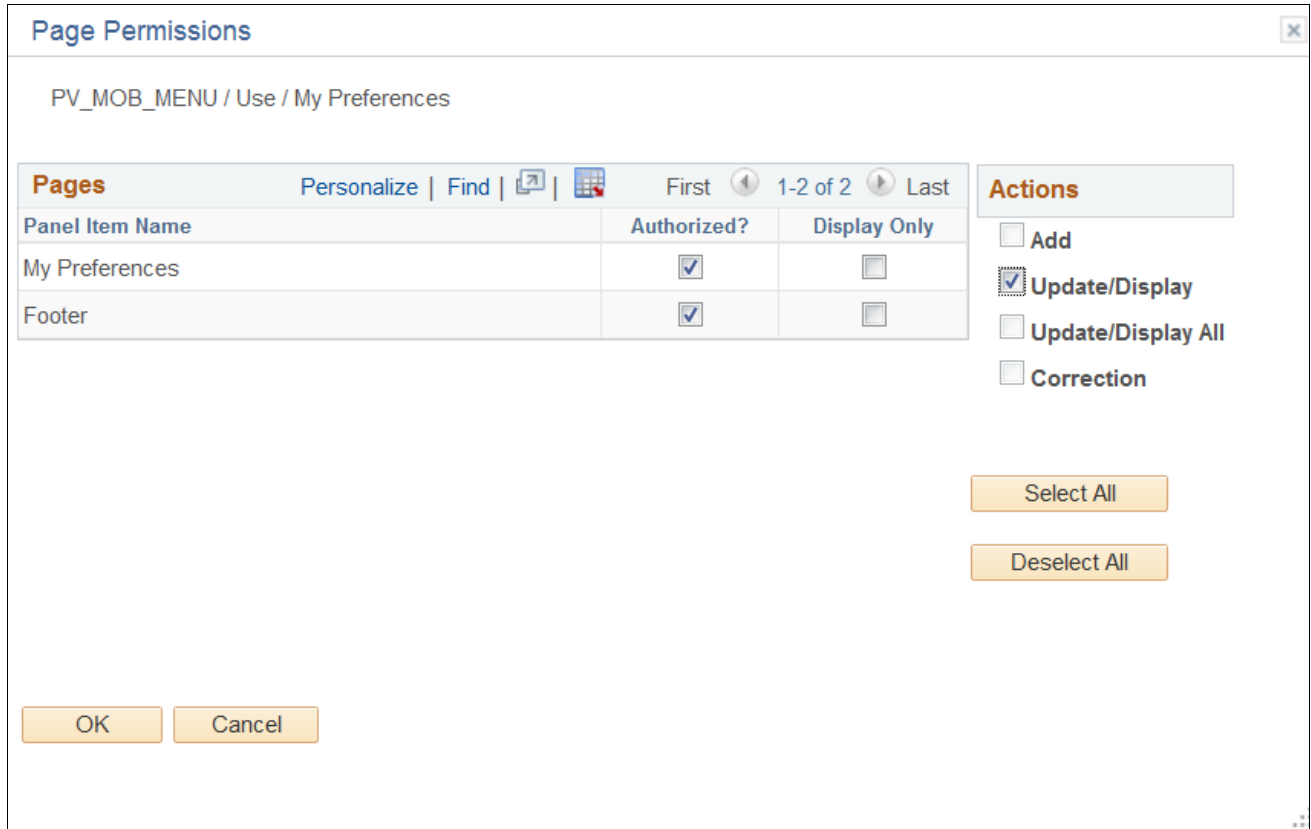 Page Permissions
PV_MOB_MENU / Use / My Preferences
Pages Personalize | Find | | First 1-2 of 2 Last
Panel Item Name Authorized? Display Only
My Preferences
Footer
Actions
Add
Update/Display
Update/Display All
Correction
Select All
Deselect All
OK Cancel